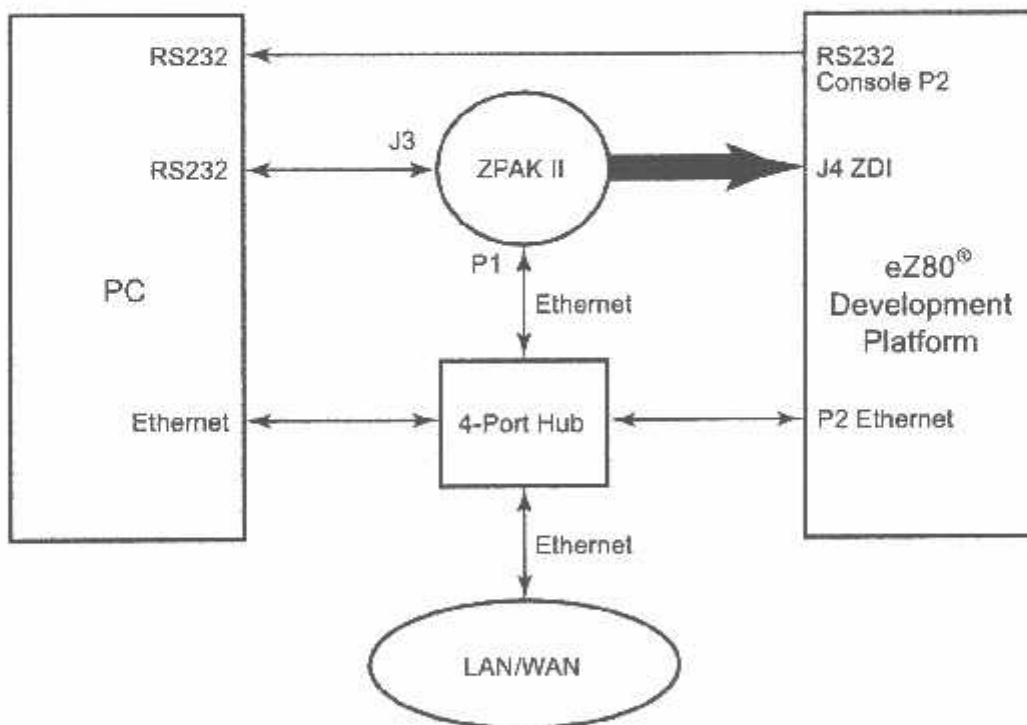 RS232
RS232
Console P2
J3
RS232
ZPAK II
J4 ZDI
P1
PC
Ethernet
eZ80®
Development
Platform
Ethernet
4-Port Hub
P2 Ethernet
Ethernet
LAN/WAN